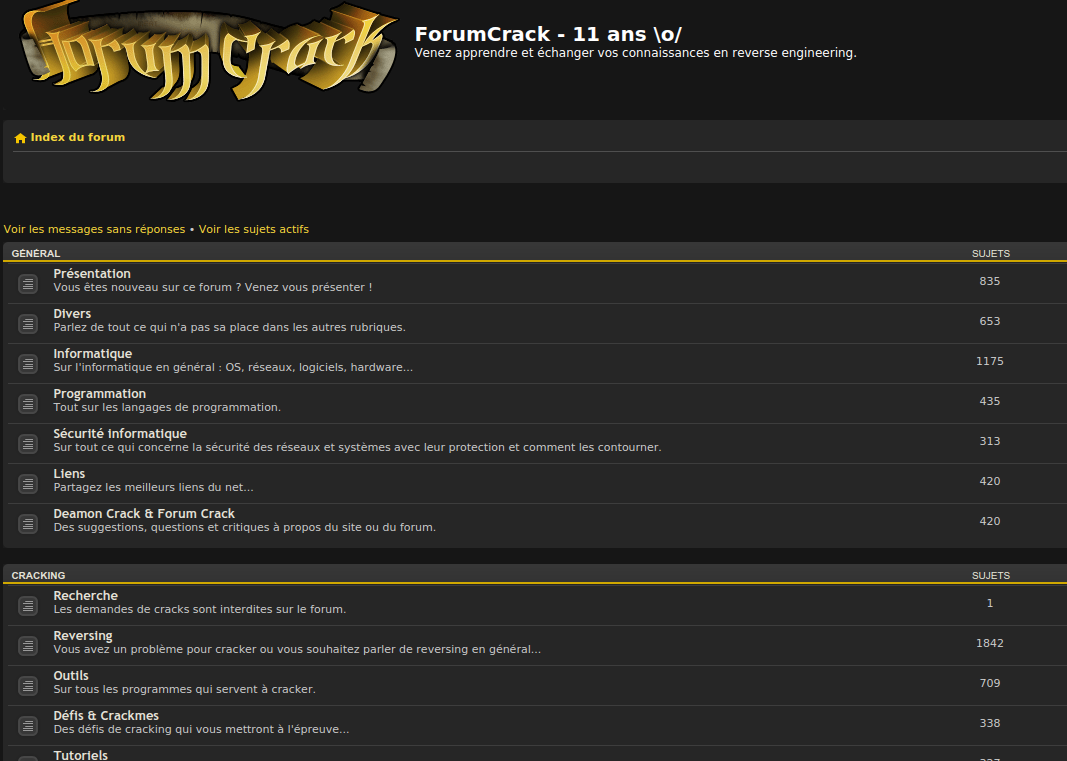 Forum Crack
ForumCrack - 11 ans \o/
Venez apprendre et échanger vos connaissances en reverse engineering.
Index du forum
Voir les messages sans réponses • Voir les sujets actifs
GÉNÉRAL SUJETS
Présentation
Vous êtes nouveau sur ce forum ? Venez vous présenter !
835
Divers
Parlez de tout ce qui n'a pas sa place dans les autres rubriques.
653
Informatique
Sur l'informatique en général : OS, réseaux, logiciels, hardware...
1175
Programmation
Tout sur les langages de programmation.
435
Sécurité informatique
Sur tout ce qui concerne la sécurité des réseaux et systèmes avec leur protection et comment les contourner.
313
Liens
Partagez les meilleurs liens du net...
420
Deamon Crack & Forum Crack
Des suggestions, questions et critiques à propos du site ou du forum.
420
CRACKING SUJETS
Recherche
Les demandes de cracks sont interdites sur le forum.
1
Reversing
Vous avez un problème pour cracker ou vous souhaitez parler de reversing en général...
1842
Outils
Sur tous les programmes qui servent à cracker.
709
Défis & Crackmes
Des défis de cracking qui vous mettront à l'épreuve...
338
Tutoriels